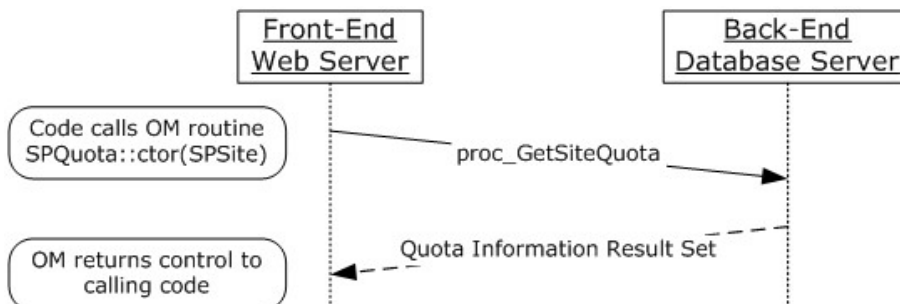 Front-End
Web Server
Back-End
Database Server
Code calls OM routine
SPQuota::ctor(SPSite)
proc_GetSiteQuota
Quota Information Result Set
OM returns control to
calling code